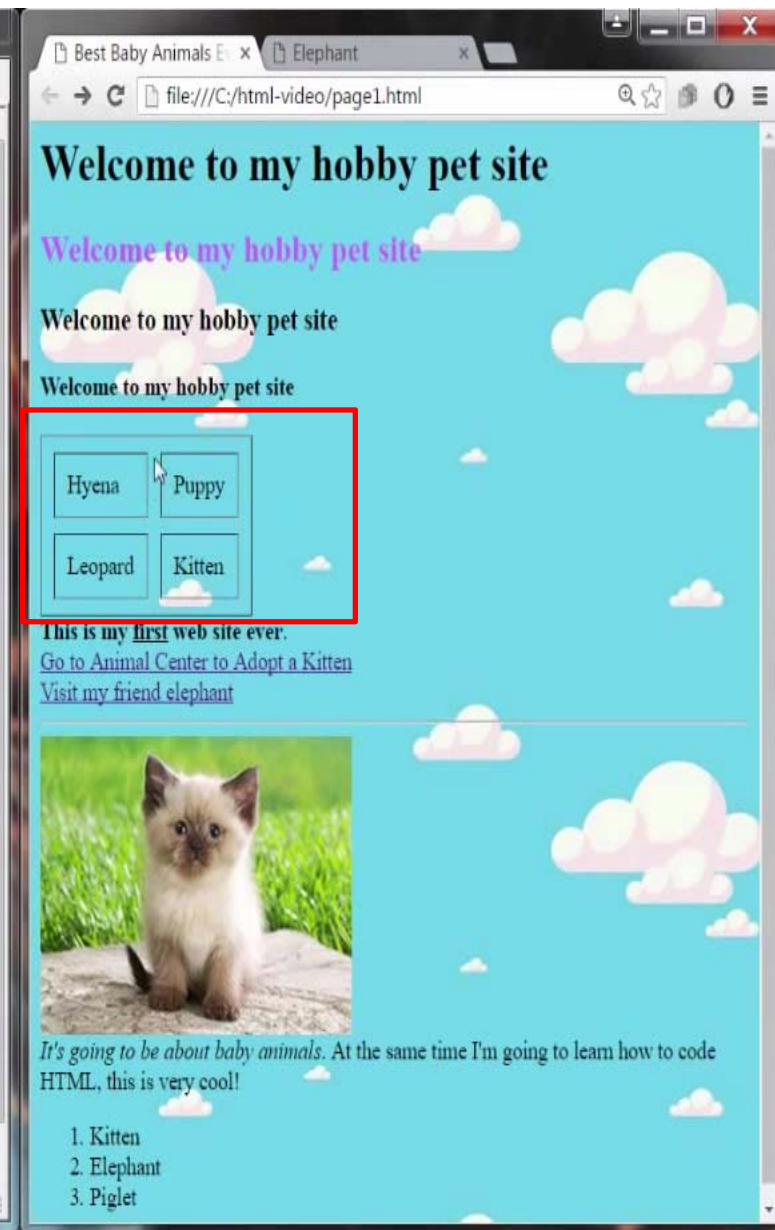 Best Baby Animals E
Elephant
file:///C:/html-video/page1.html
Welcome to my hobby pet site
Welcome to my hobby pet site
Welcome to my hobby pet site
Welcome to my hobby pet site
Hyena Puppy
Leopard Kitten
This is my first web site ever.
Go to Animal Center to Adopt a Kitten
Visit my friend elephant
It's going to be about baby animals. At the same time I'm going to learn how to code
HTML, this is very cool!
1. Kitten
2. Elephant
3. Piglet